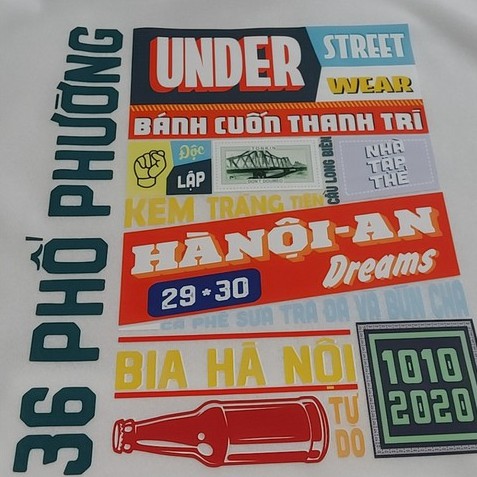 36 PHỐ PHƯỜNG
UNDER
STREET
WEAR
BÁNH CUỐN THANH TRÌ
Độc
LẬP
TONKIN
CẦU LONG BIÊN
NHÀ
TẬP
THỂ
KEM TRÀNG TIỀN
HÀNỘI-AN
Dreams
29*30
CÀ PHÊ SỮA TRÀ ĐÁ VÀ BÚN CHẢ
BIA HÀ NỘI
TỰ
DO
1010
2020